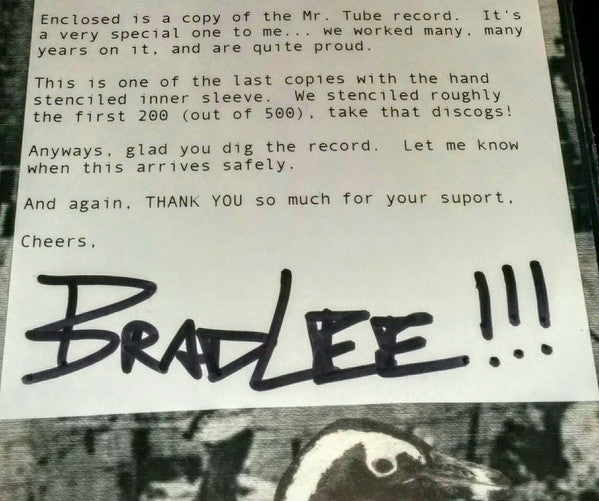 Enclosed is a copy of the Mr. Tube record.  It's
a very special one to me... we worked many, many
years on it, and are quite proud.
This is one of the last copies with the hand
stenciled inner sleeve.  We stenciled roughly
the first 200 (out of 500), take that discogs!
Anyways, glad you dig the record.  Let me know
when this arrives safely.
And again, THANK YOU so much for your suport,
Cheers,
BRADLEE!!!